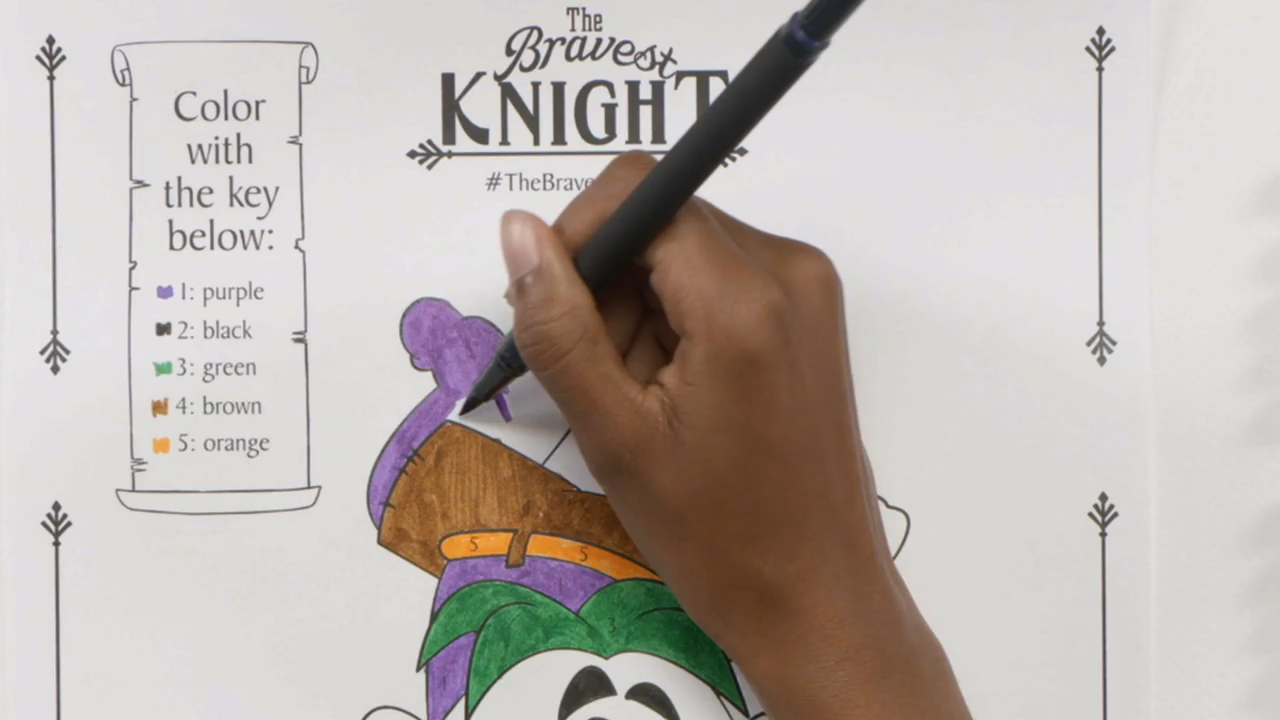 The
Bravest
KNIGHT
#TheBrave
Color
with
the key
below:
1: purple
2: black
3: green
4: brown
5: orange
5
5
3